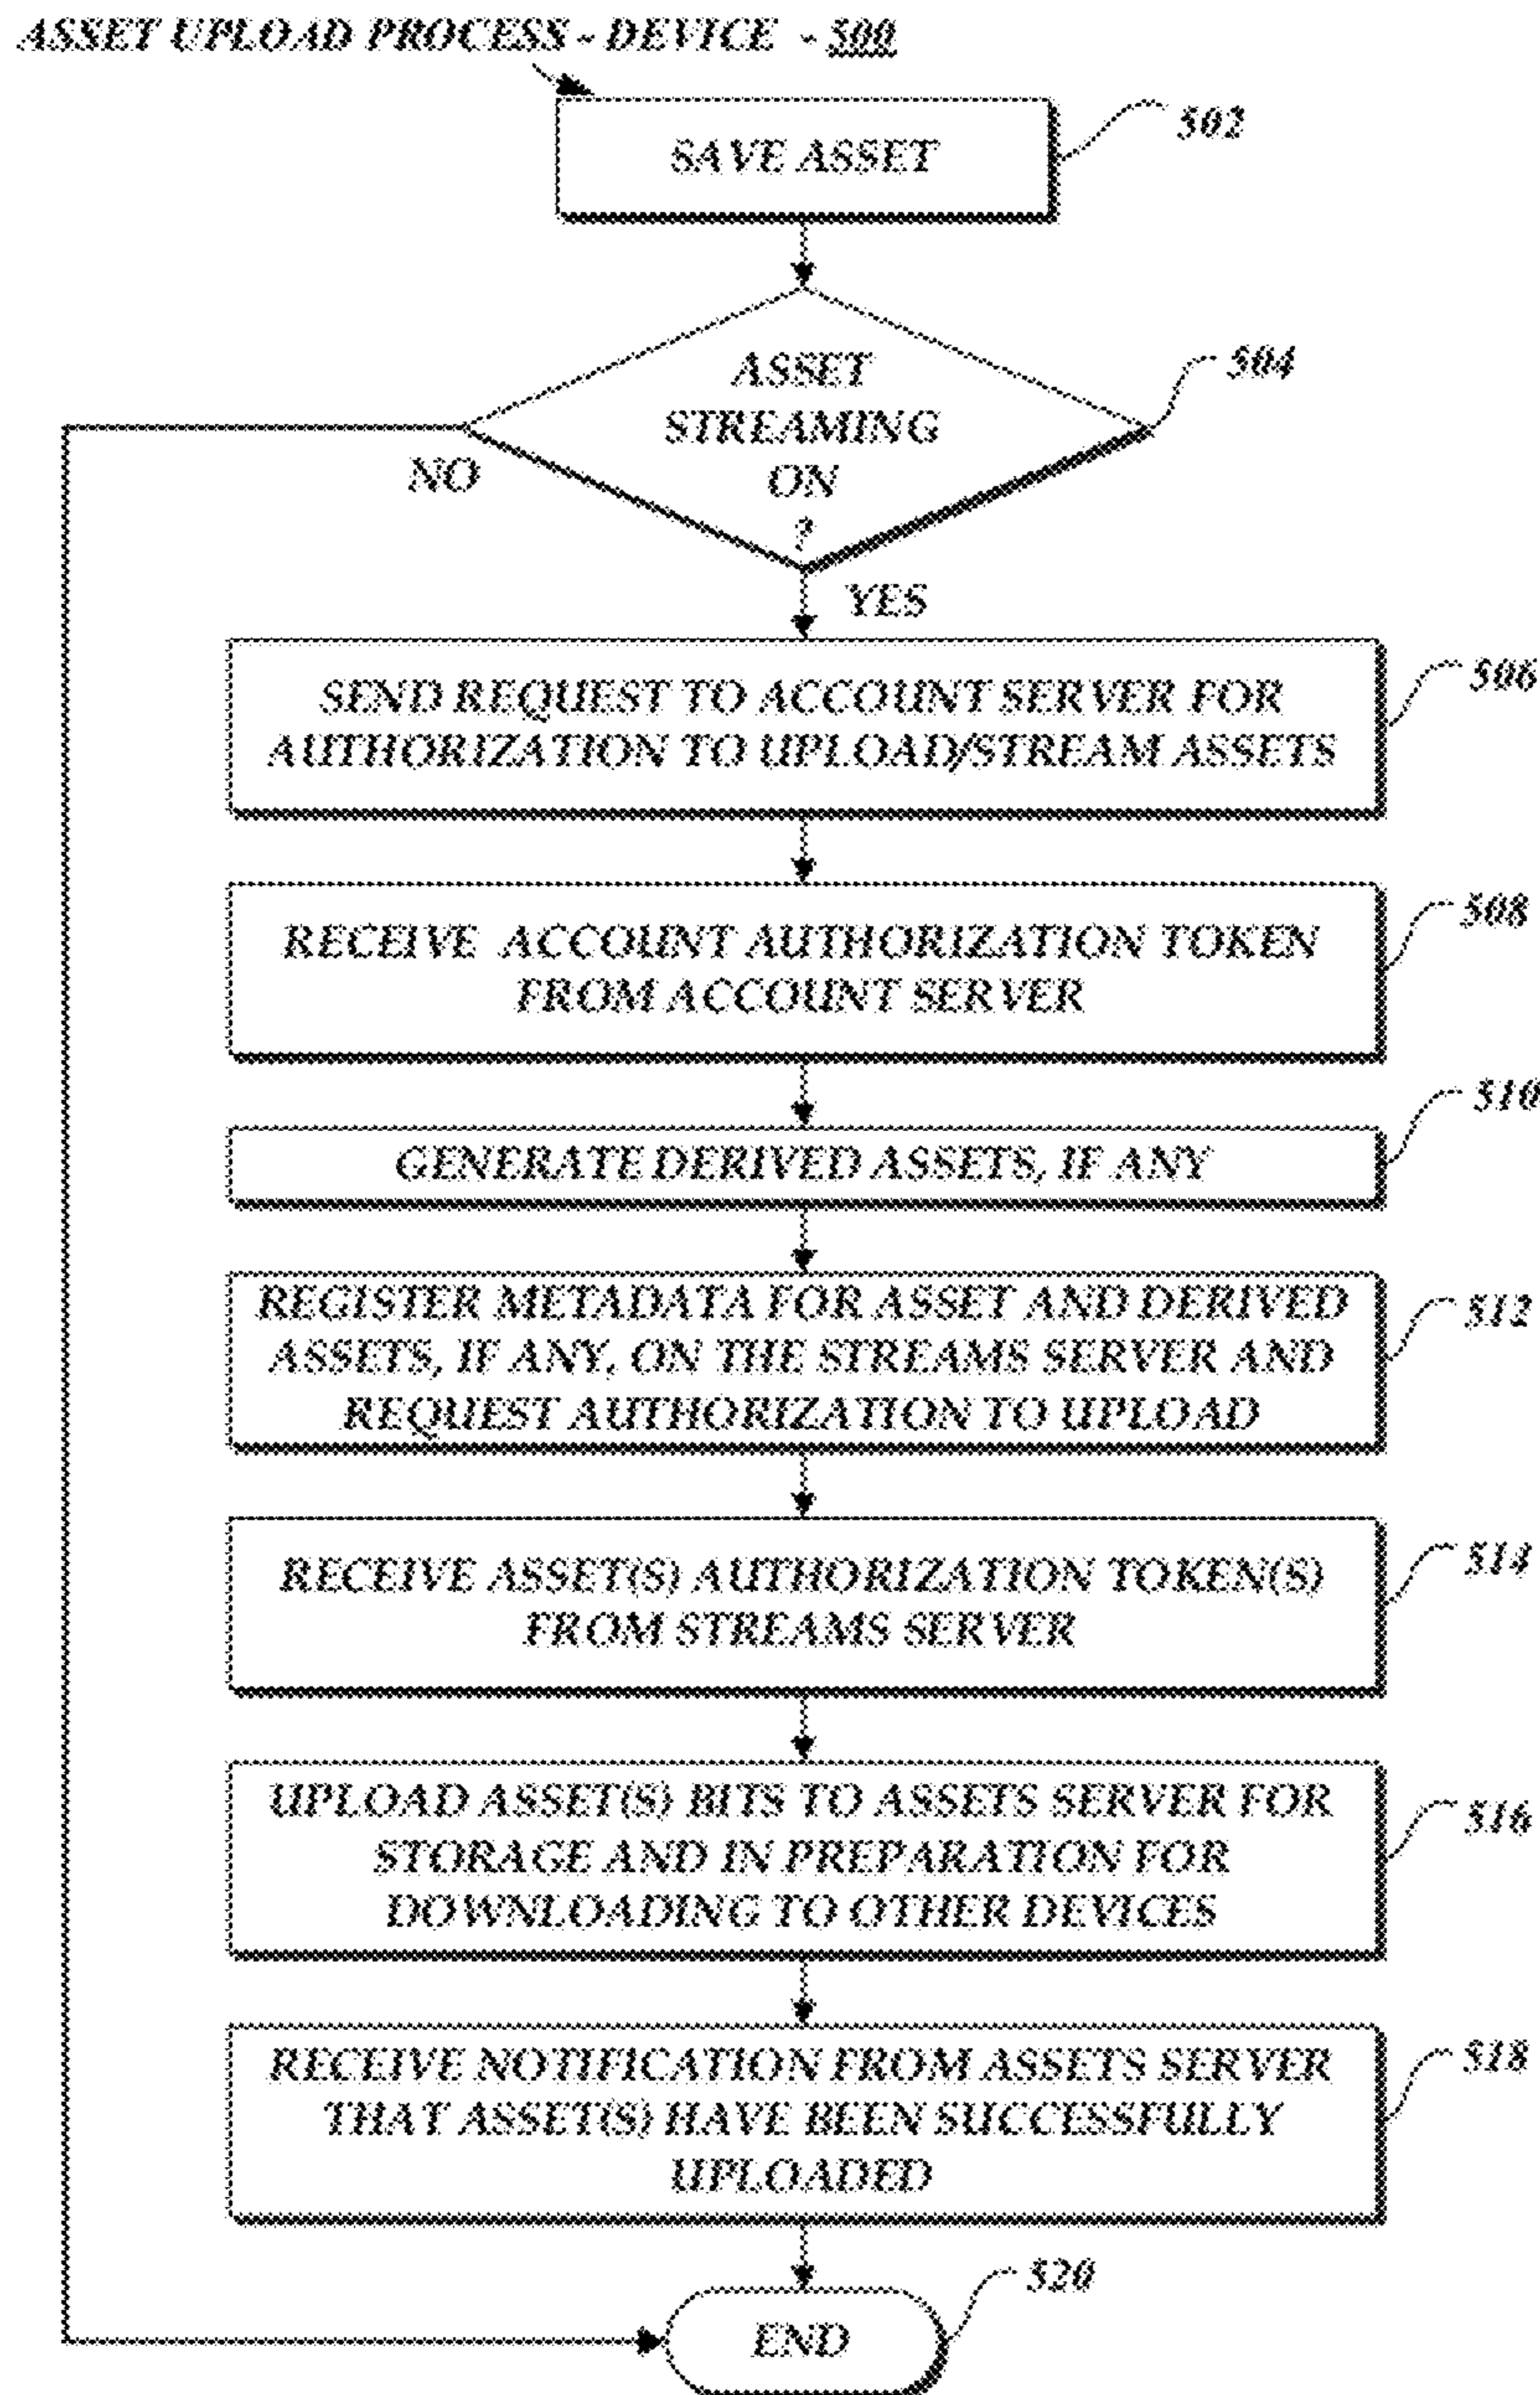 ASSET UPLOAD PROCESS - DEVICE - 500
SAVE ASSET
502
ASSET
STREAMING
ON
?
504
NO
YES
SEND REQUEST TO ACCOUNT SERVER FOR
AUTHORIZATION TO UPLOAD/STREAM ASSETS
506
RECEIVE ACCOUNT AUTHORIZATION TOKEN
FROM ACCOUNT SERVER
508
GENERATE DERIVED ASSETS, IF ANY
510
REGISTER METADATA FOR ASSET AND DERIVED
ASSETS, IF ANY, ON THE STREAMS SERVER AND
REQUEST AUTHORIZATION TO UPLOAD
512
RECEIVE ASSET(S) AUTHORIZATION TOKEN(S)
FROM STREAMS SERVER
514
UPLOAD ASSET(S) BITS TO ASSETS SERVER FOR
STORAGE AND IN PREPARATION FOR
DOWNLOADING TO OTHER DEVICES
516
RECEIVE NOTIFICATION FROM ASSETS SERVER
THAT ASSET(S) HAVE BEEN SUCCESSFULLY
UPLOADED
518
END
520